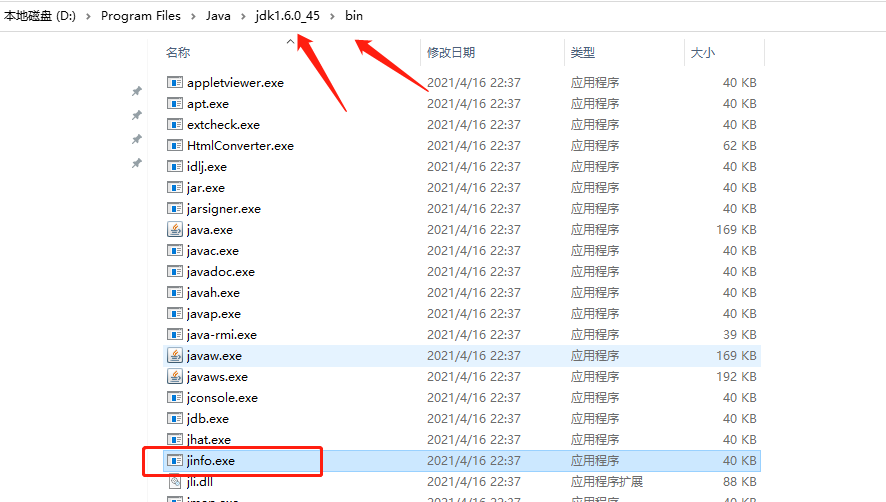 本地磁盘 (D:) › Program Files › Java › jdk1.6.0_45 › bin
名称 修改日期 类型 大小
appletviewer.exe 2021/4/16 22:37 应用程序 40 KB
apt.exe 2021/4/16 22:37 应用程序 40 KB
extcheck.exe 2021/4/16 22:37 应用程序 40 KB
HtmlConverter.exe 2021/4/16 22:37 应用程序 62 KB
idlj.exe 2021/4/16 22:37 应用程序 40 KB
jar.exe 2021/4/16 22:37 应用程序 40 KB
jarsigner.exe 2021/4/16 22:37 应用程序 40 KB
java.exe 2021/4/16 22:37 应用程序 169 KB
javac.exe 2021/4/16 22:37 应用程序 40 KB
javadoc.exe 2021/4/16 22:37 应用程序 40 KB
javah.exe 2021/4/16 22:37 应用程序 40 KB
javap.exe 2021/4/16 22:37 应用程序 40 KB
java-rmi.exe 2021/4/16 22:37 应用程序 39 KB
javaw.exe 2021/4/16 22:37 应用程序 169 KB
javaws.exe 2021/4/16 22:37 应用程序 192 KB
jconsole.exe 2021/4/16 22:37 应用程序 40 KB
jdb.exe 2021/4/16 22:37 应用程序 40 KB
jhat.exe 2021/4/16 22:37 应用程序 40 KB
jinfo.exe 2021/4/16 22:37 应用程序 40 KB
jli.dll 2021/4/16 22:37 应用程序扩展 88 KB